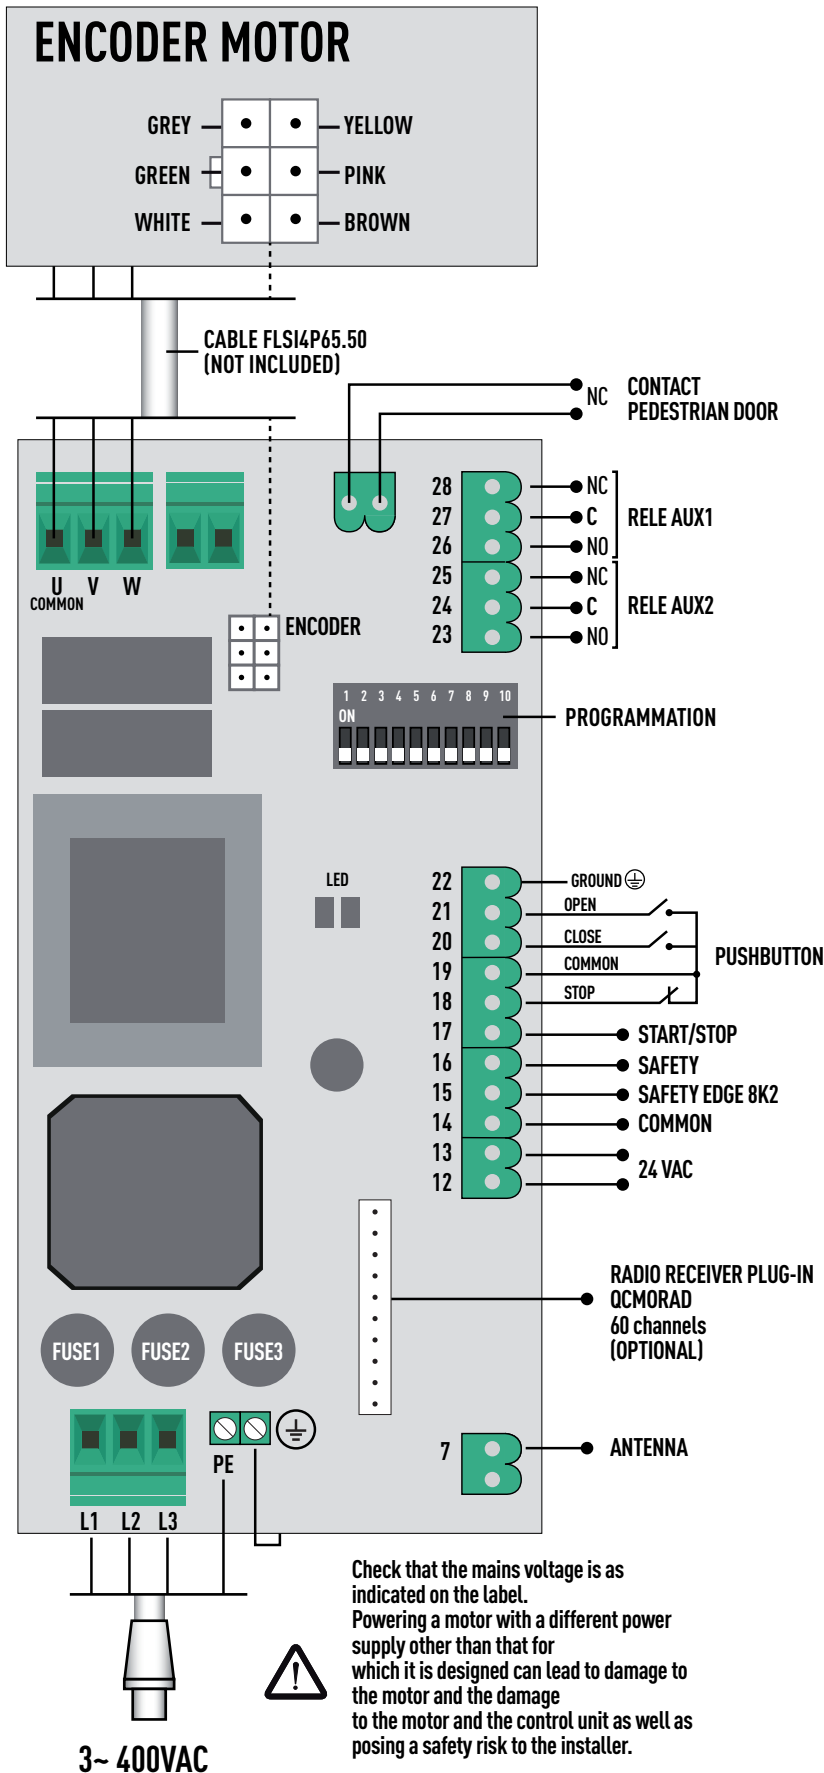 ENCODER MOTOR
GREY
YELLOW
GREEN
PINK
WHITE
BROWN
CABLE FLSI4P65.50
(NOT INCLUDED)
NC
CONTACT
PEDESTRIAN DOOR
28
NC
27
C
RELE AUX1
26
NO
25
NC
24
C
RELE AUX2
23
NO
U
V
W
COMMON
ENCODER
1 2 3 4 5 6 7 8 9 10
ON
PROGRAMMATION
LED
22
GROUND
21
OPEN
20
CLOSE
PUSHBUTTON
19
COMMON
18
STOP
17
START/STOP
16
SAFETY
15
SAFETY EDGE 8K2
14
COMMON
13
24 VAC
12
RADIO RECEIVER PLUG-IN
QCMORAD
60 channels
(OPTIONAL)
FUSE1
FUSE2
FUSE3
PE
7
ANTENNA
L1
L2
L3
Check that the mains voltage is as
indicated on the label.
Powering a motor with a different power
supply other than that for
which it is designed can lead to damage to
the motor and the damage
to the motor and the control unit as well as
posing a safety risk to the installer.
3~ 400VAC